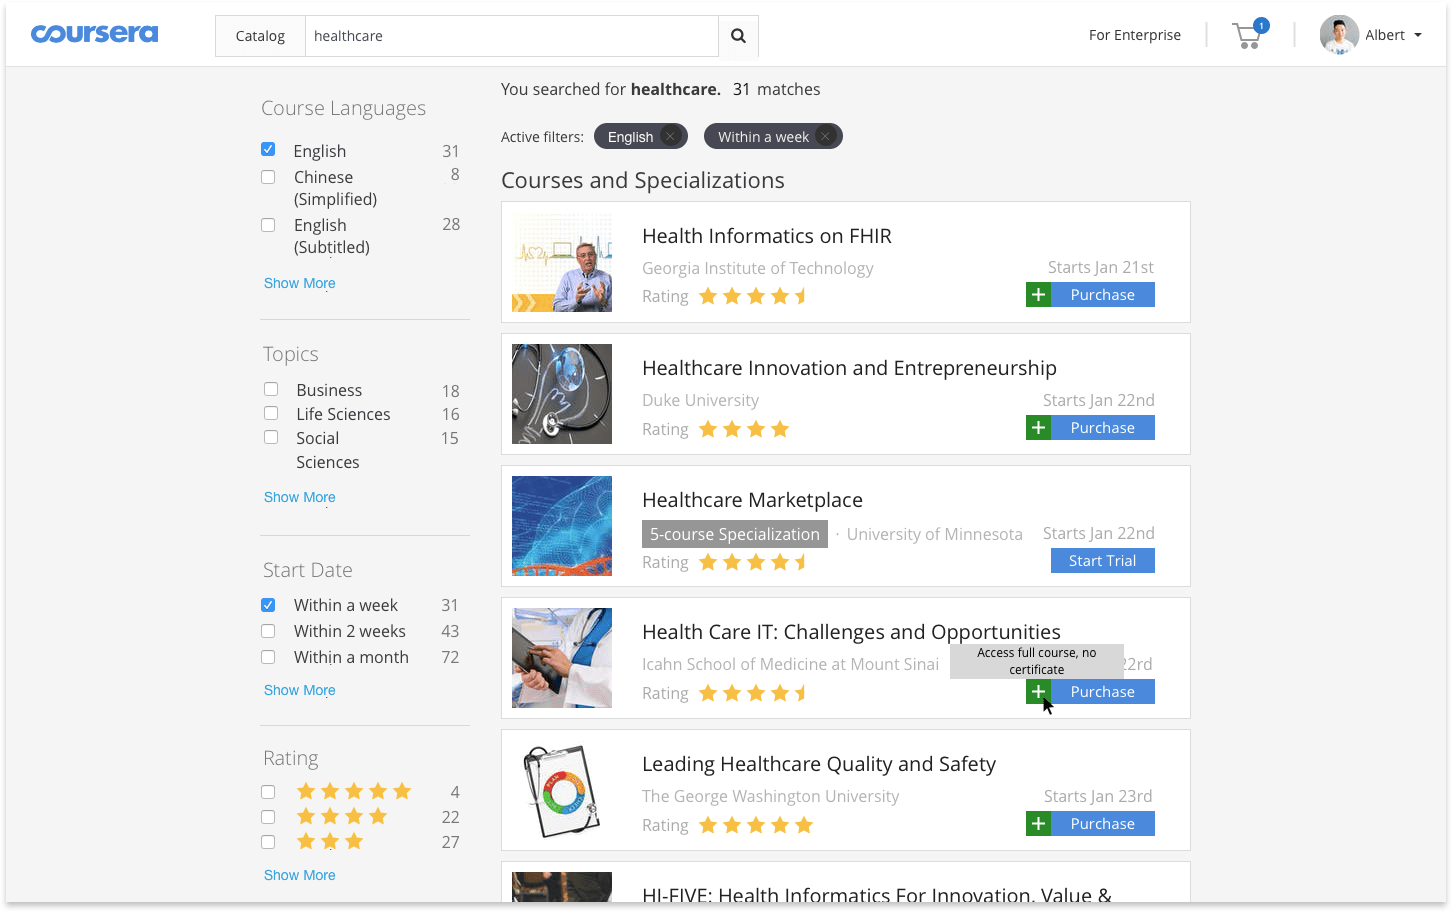 coursera
Catalog
healthcare
For Enterprise
1
Albert
Course Languages
English 31
Chinese 8
(Simplified)
English 28
(Subtitled)
Show More
Topics
Business 18
Life Sciences 16
Social 15
Sciences
Show More
Start Date
Within a week 31
Within 2 weeks 43
Within a month 72
Show More
Rating
4
22
27
Show More
You searched for healthcare. 31 matches
Active filters: English × Within a week ×
Courses and Specializations
Health Informatics on FHIR
Georgia Institute of Technology
Starts Jan 21st
Rating
+ Purchase
Healthcare Innovation and Entrepreneurship
Duke University
Starts Jan 22nd
Rating
+ Purchase
Healthcare Marketplace
5-course Specialization · University of Minnesota
Starts Jan 22nd
Rating
Start Trial
Health Care IT: Challenges and Opportunities
Access full course, no
certificate
Icahn School of Medicine at Mount Sinai
22rd
Rating
+ Purchase
Leading Healthcare Quality and Safety
The George Washington University
Starts Jan 23rd
Rating
+ Purchase
HI-FIVE: Health Informatics For Innovation, Value &